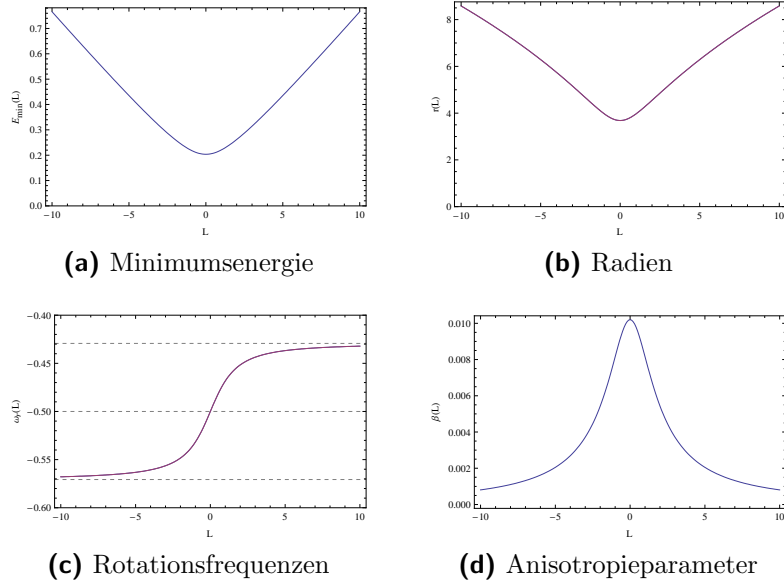 0.7
0.6
0.5
0.4
0.3
0.2
0.1
0.0
E_min(L)
−10 −5 0 5 10
L
(a) Minimumsenergie
8
6
4
2
0
r(L)
−10 −5 0 5 10
L
(b) Radien
−0.40
−0.45
−0.50
−0.55
−0.60
−10 −5 0 5 10
L
(c) Rotationsfrequenzen
0.010
0.008
0.006
0.004
0.002
0.000
β(L)
−10 −5 0 5 10
L
(d) Anisotropieparameter